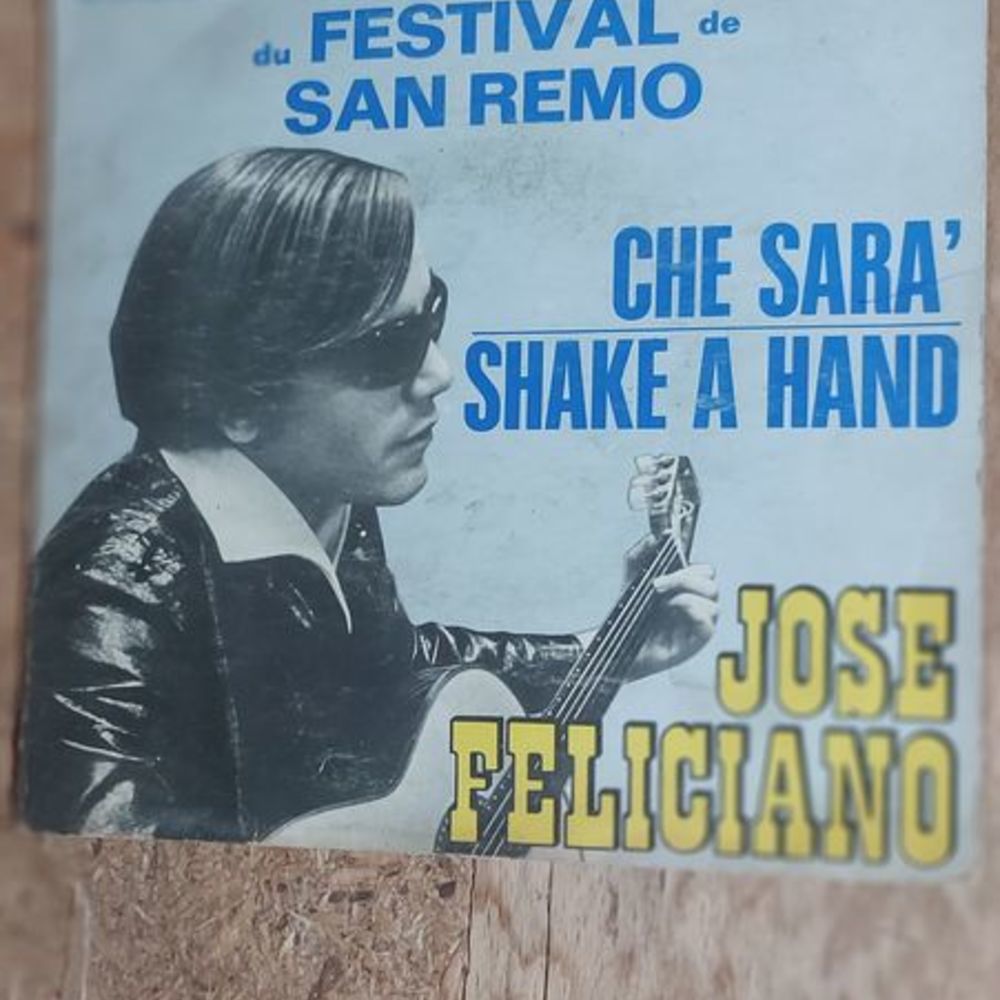 du FESTIVAL de
SAN REMO
CHE SARA'
SHAKE A HAND
JOSE
FELICIANO